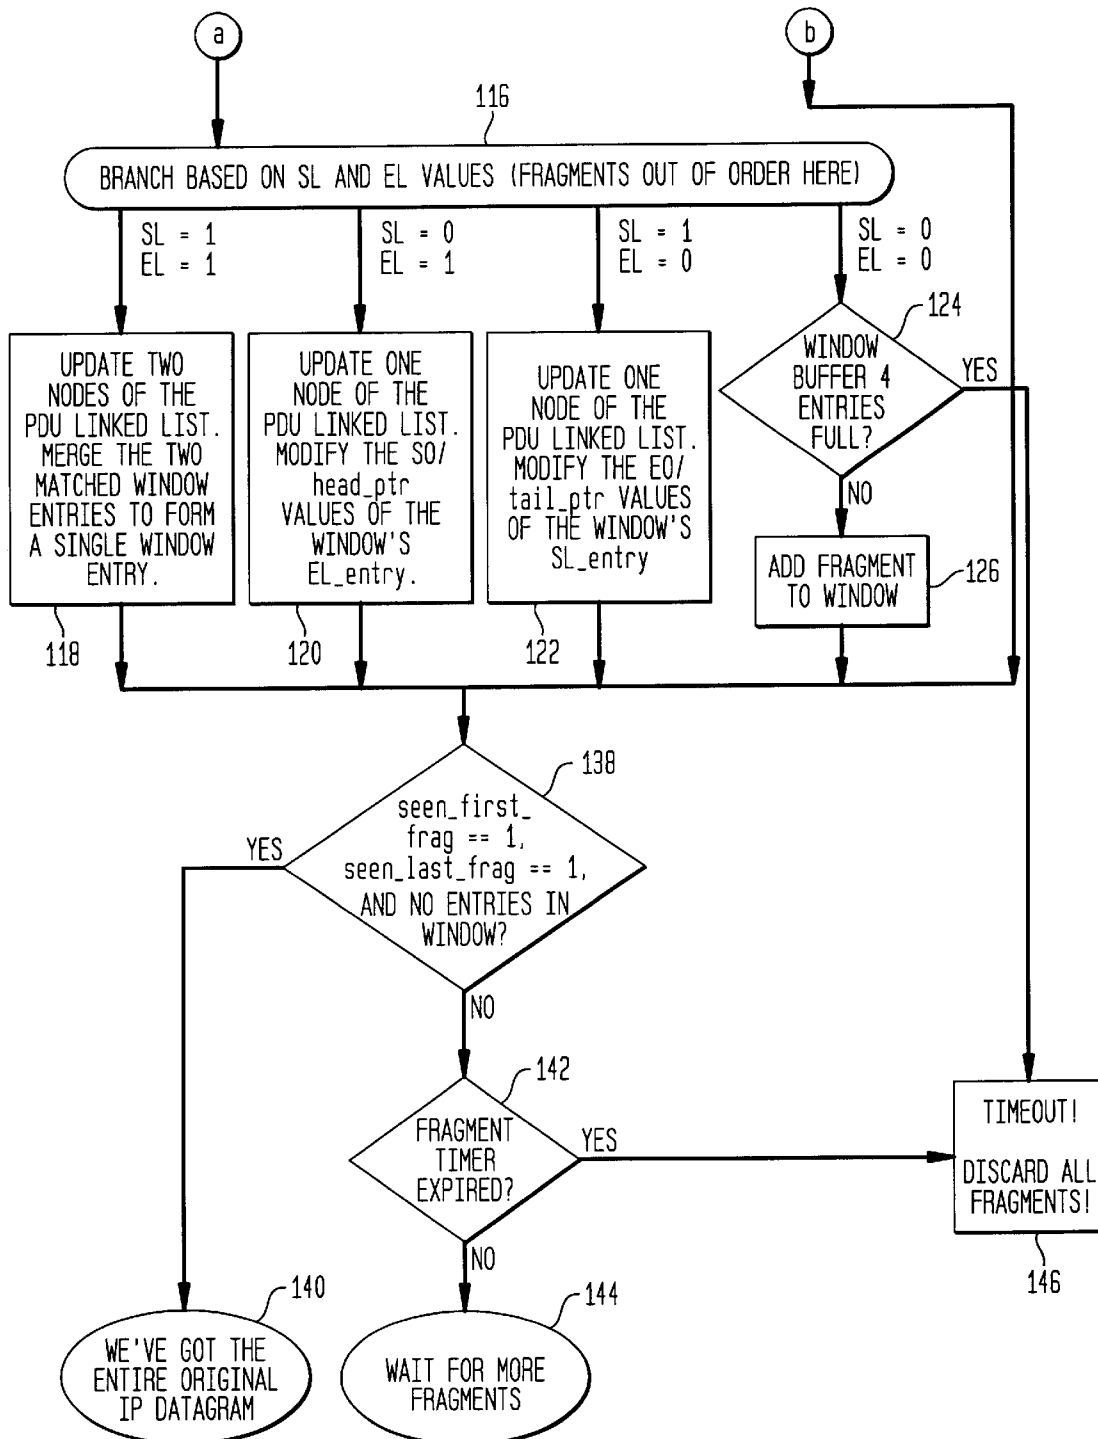 a
b
116
BRANCH BASED ON SL AND EL VALUES (FRAGMENTS OUT OF ORDER HERE)
SL = 1
EL = 1
SL = 0
EL = 1
SL = 1
EL = 0
SL = 0
EL = 0
UPDATE TWO
NODES OF THE
PDU LINKED LIST.
MERGE THE TWO
MATCHED WINDOW
ENTRIES TO FORM
A SINGLE WINDOW
ENTRY.
118
UPDATE ONE
NODE OF THE
PDU LINKED LIST.
MODIFY THE SO/
head_ptr
VALUES OF THE
WINDOW'S
EL_entry.
120
UPDATE ONE
NODE OF THE
PDU LINKED LIST.
MODIFY THE EO/
tail_ptr VALUES
OF THE WINDOW'S
SL_entry
122
124
WINDOW
BUFFER 4
ENTRIES
FULL?
YES
NO
ADD FRAGMENT
TO WINDOW
126
138
seen_first_
frag == 1,
seen_last_frag == 1,
AND NO ENTRIES IN
WINDOW?
YES
NO
142
FRAGMENT
TIMER
EXPIRED?
YES
NO
TIMEOUT!
DISCARD ALL
FRAGMENTS!
146
140
WE'VE GOT THE
ENTIRE ORIGINAL
IP DATAGRAM
144
WAIT FOR MORE
FRAGMENTS